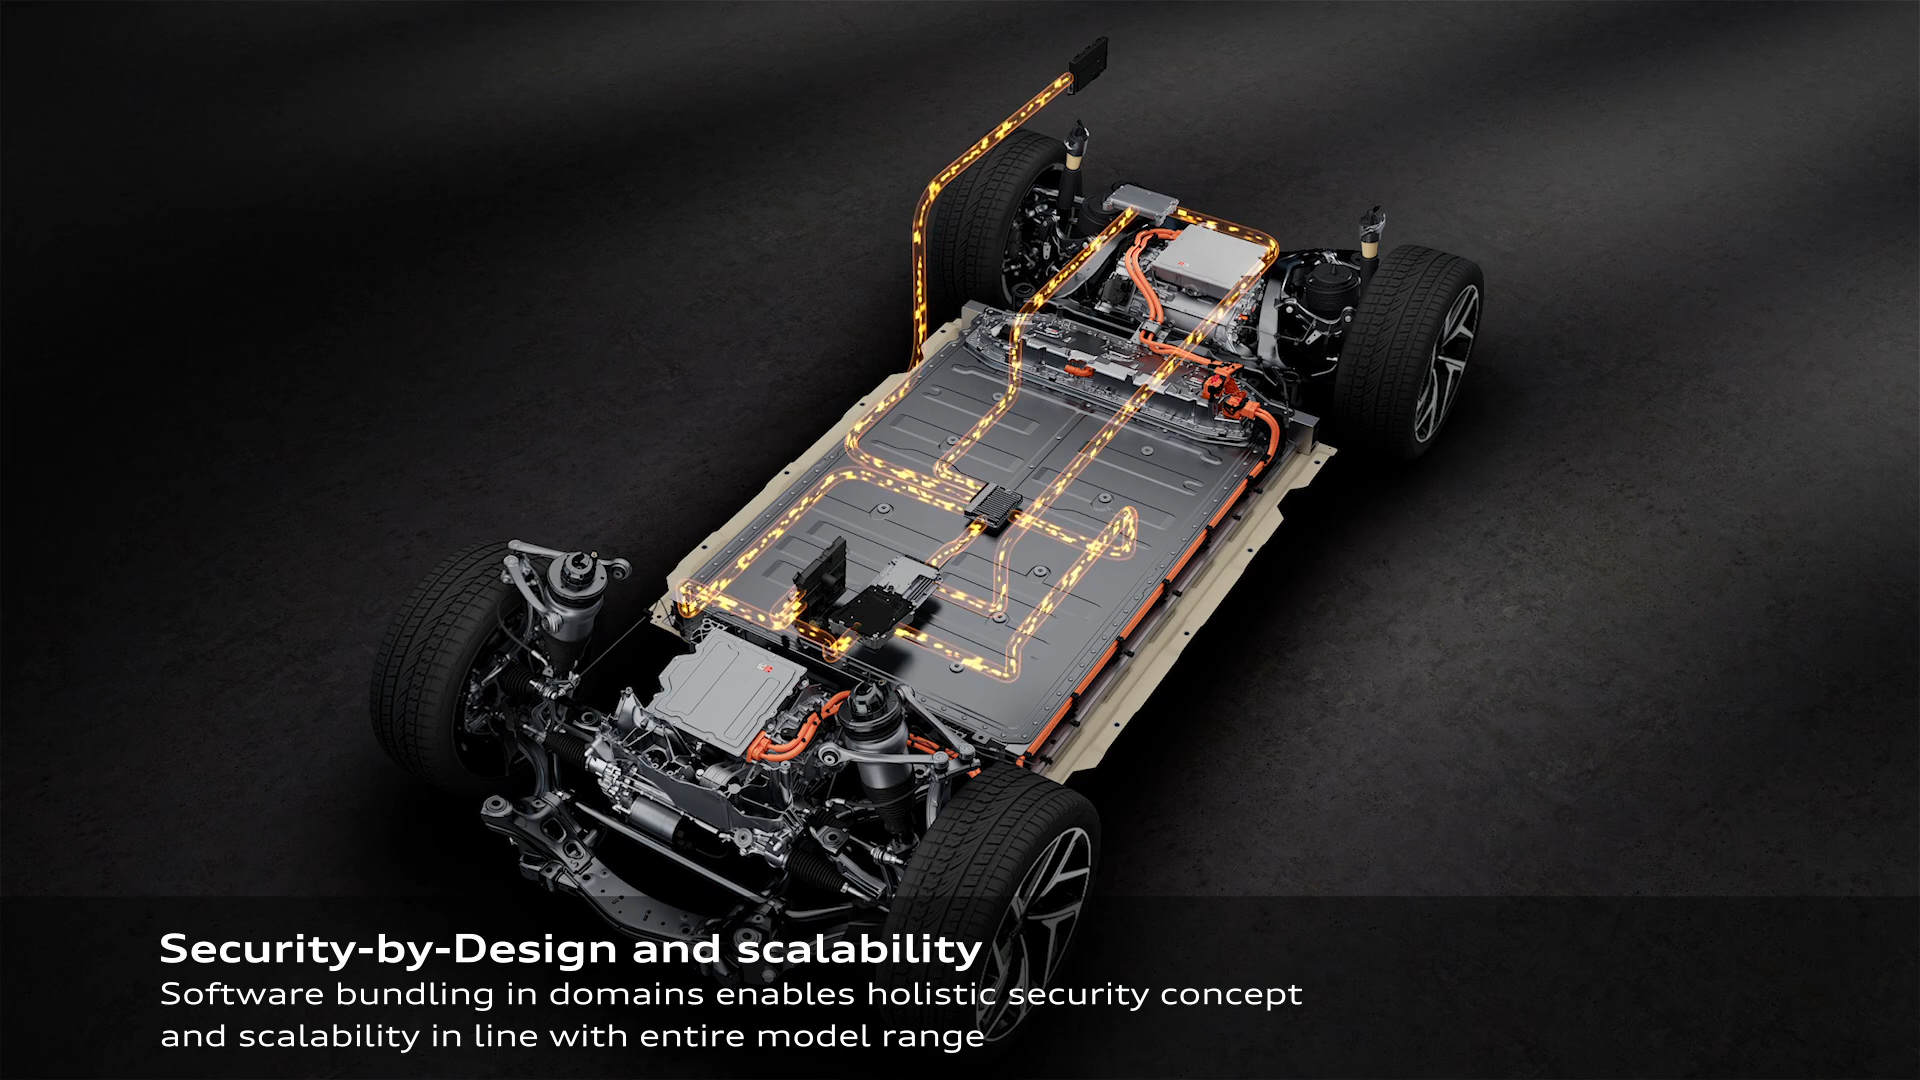 Security-by-Design and scalability
Software bundling in domains enables holistic security concept
and scalability in line with entire model range